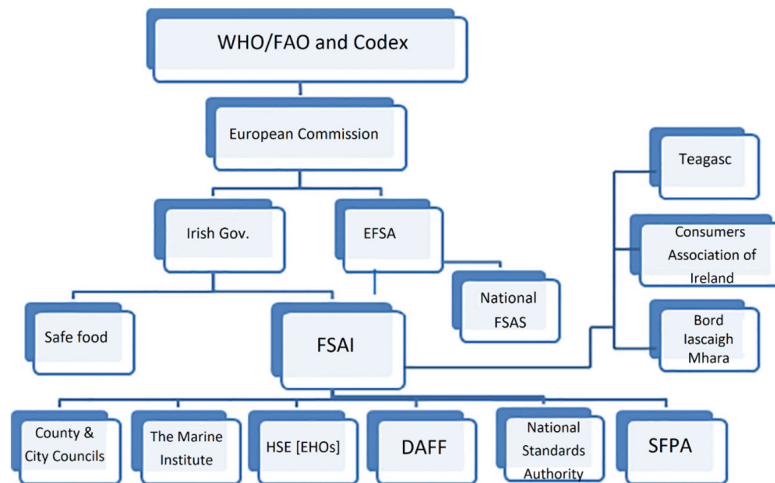 WHO/FAO and Codex
European Commission
Teagasc
Irish Gov.
EFSA
Consumers
Association of
Ireland
National
FSAS
Safe food
FSAI
Bord
Iascaigh
Mhara
County &
City Councils
The Marine
Institute
HSE [EHOs]
DAFF
National
Standards
Authority
SFPA